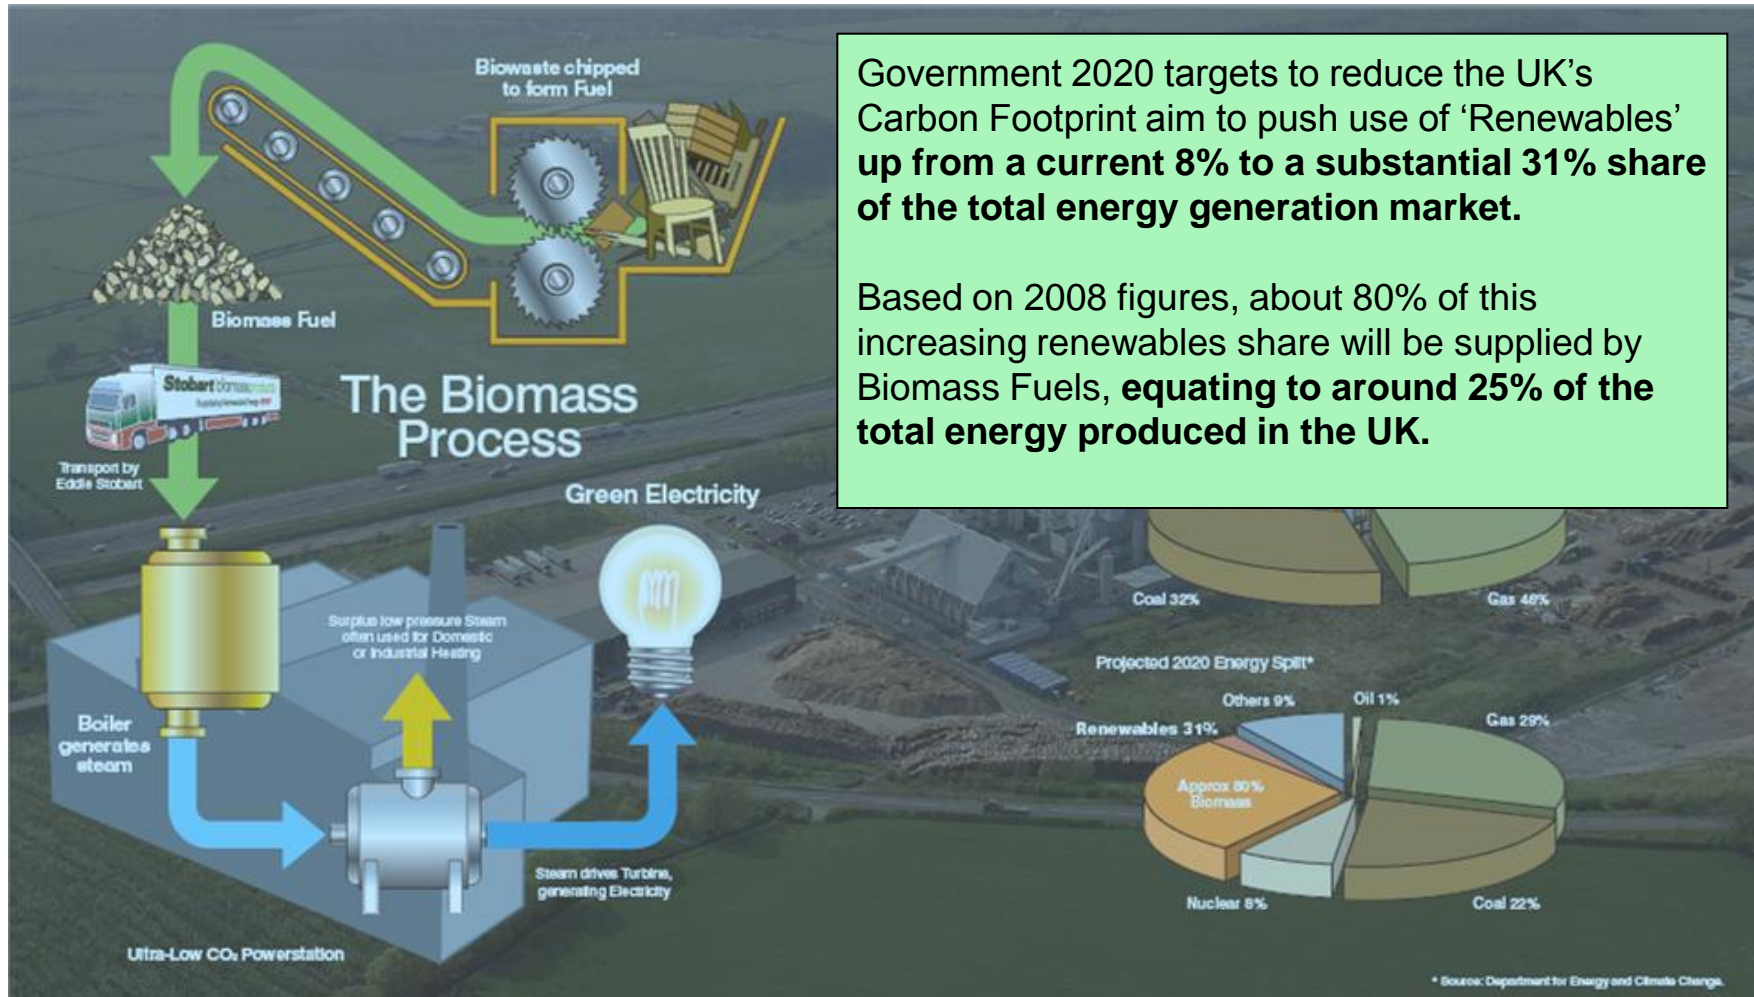 Biowaste chipped
to form Fuel
Government 2020 targets to reduce the UK’s
Carbon Footprint aim to push use of ‘Renewables’
up from a current 8% to a substantial 31% share
of the total energy generation market.
Based on 2008 figures, about 80% of this
increasing renewables share will be supplied by
Biomass Fuels, equating to around 25% of the
total energy produced in the UK.
Biomass Fuel
Stobart biomass
The Biomass
Process
Transport by
Eddie Stobart
Green Electricity
Surplus low pressure Steam
often used for Domestic
or Industrial Heating
Boiler
generates
steam
Steam drives Turbine,
generating Electricity
Ultra-Low CO₂ Powerstation
Coal 32%
Gas 46%
Projected 2020 Energy Split*
Others 9%
Oil 1%
Renewables 31%
Gas 29%
Approx 80%
Biomass
Nuclear 8%
Coal 22%
* Source: Department for Energy and Climate Change.